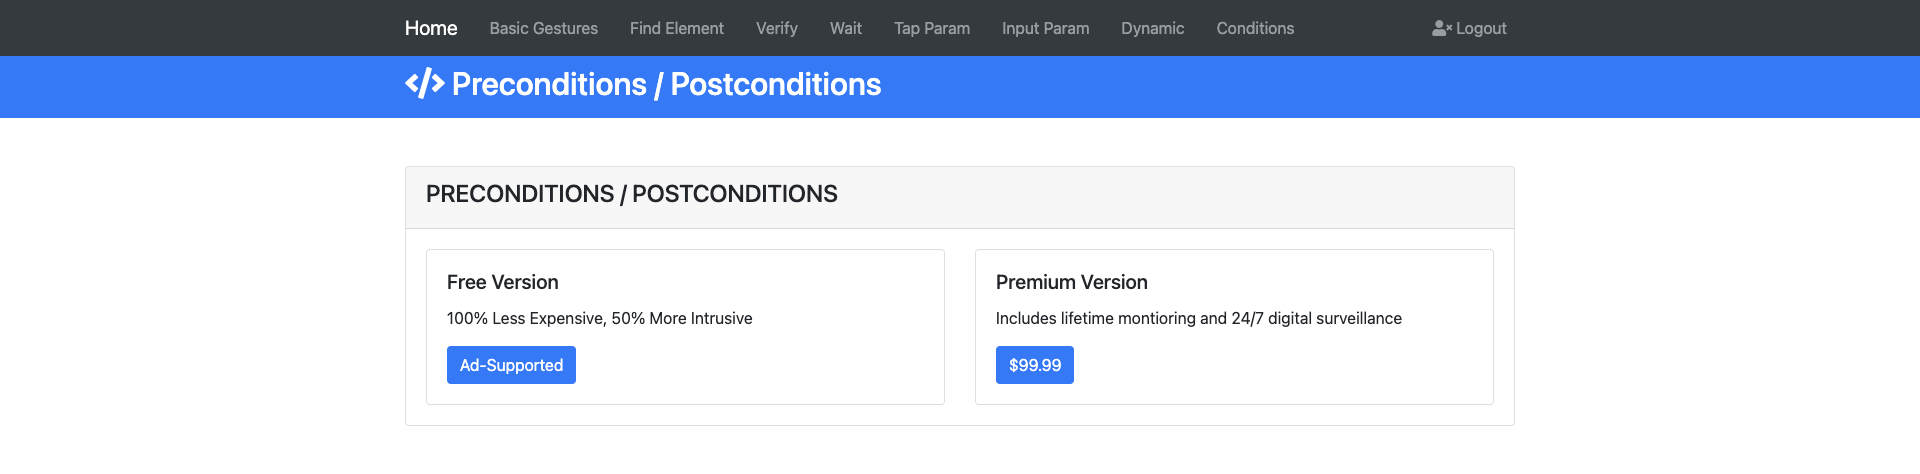 Home Basic Gestures Find Element Verify Wait Tap Param Input Param Dynamic Conditions Logout
Preconditions / Postconditions
PRECONDITIONS / POSTCONDITIONS
Free Version
100% Less Expensive, 50% More Intrusive
Ad-Supported
Premium Version
Includes lifetime montioring and 24/7 digital surveillance
$99.99